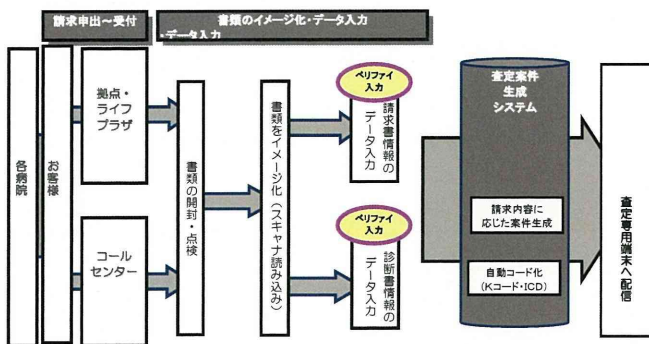 請求申出～受付
書類のイメージ化・データ入力
・データ入力
各病院
お客様
拠点・
ライフ
プラザ
コール
センター
書類の開封・点検
書類をイメージ化（スキャナ読み込み）
ベリファイ
入力
請求書情報の
データ入力
ベリファイ
入力
診断書情報の
データ入力
査定案件
生成
システム
請求内容に
応じた案件生成
自動コード化
（Kコード・ICD）
査定専用端末へ配信